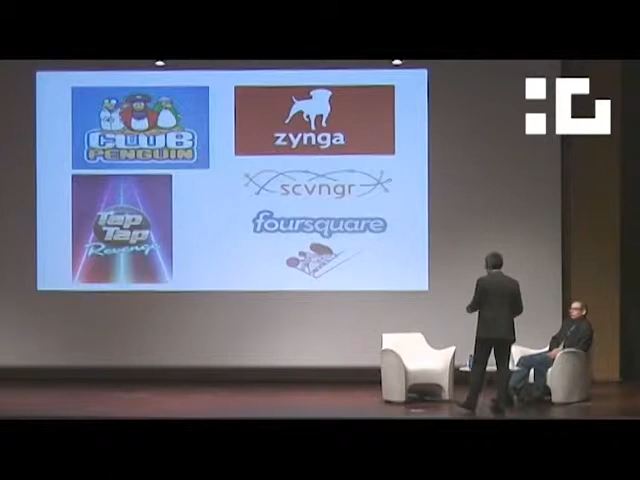 CLUB
PENGUIN
zynga
Tap
Tap
Revenge
scvngr
foursquare